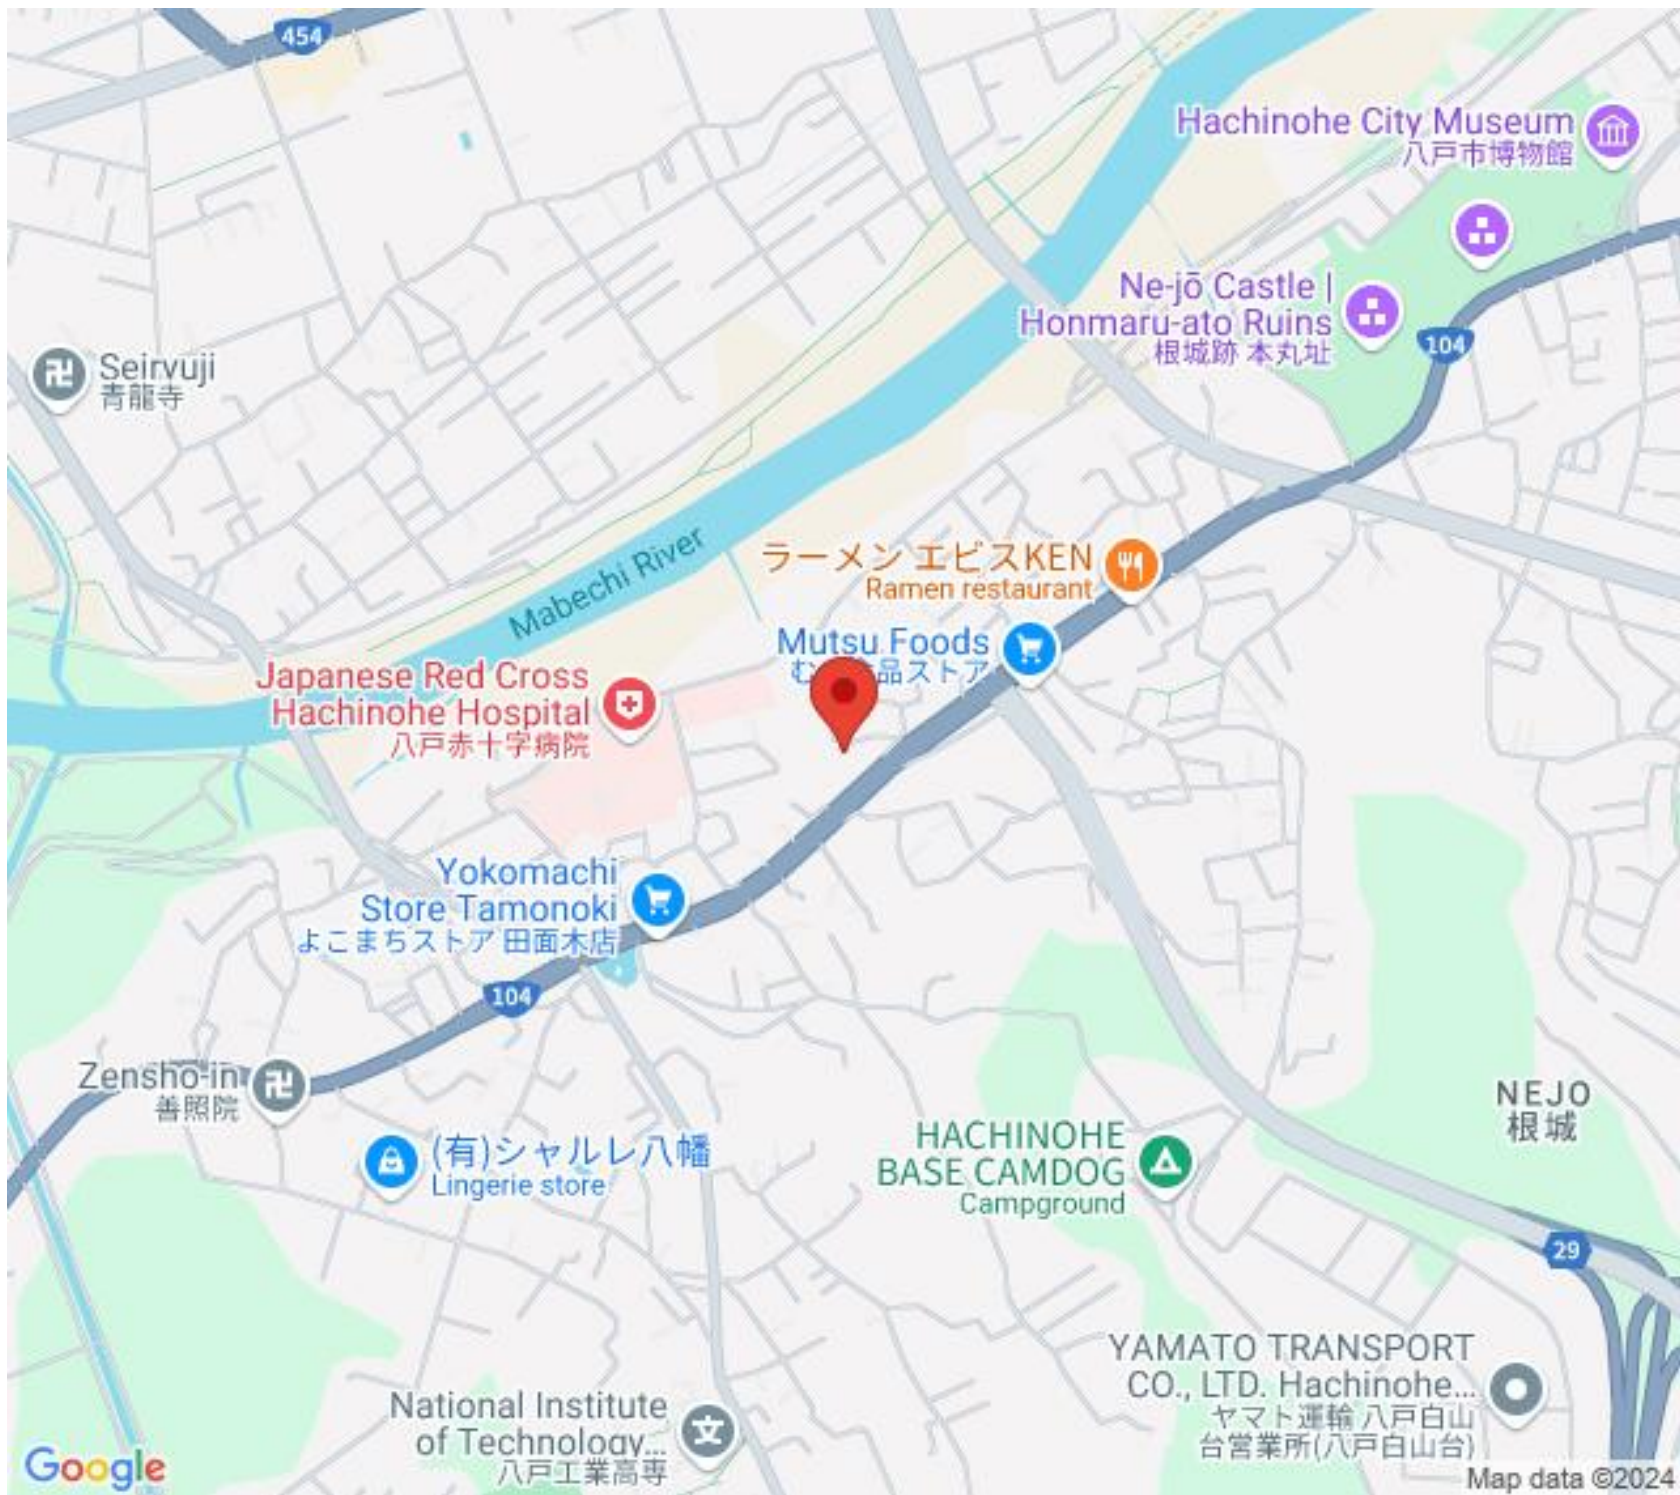 454
Hachinohe City Museum
八戸市博物館
Ne-jō Castle |
Honmaru-ato Ruins
根城跡 本丸址
104
Seirvuji
青龍寺
ラーメン エビスKEN
Ramen restaurant
Mabechi River
Mutsu Foods
む 品ストア
Japanese Red Cross
Hachinohe Hospital
八戸赤十字病院
Yokomachi
Store Tamonoki
よこまちストア 田面木店
104
Zensho-in
善照院
NEJO
根城
(有)シャルレ八幡
Lingerie store
HACHINOHE
BASE CAMDOG
Campground
29
YAMATO TRANSPORT
CO., LTD. Hachinohe...
ヤマト運輸 八戸白山
台営業所(八戸白山台)
National Institute
of Technology...
八戸工業高専
Google
Map data ©2024